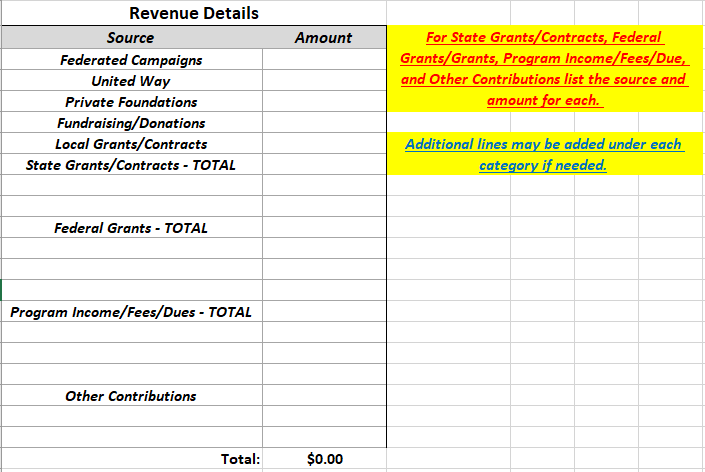 Revenue Details
Source Amount
Federated Campaigns
United Way
Private Foundations
Fundraising/Donations
Local Grants/Contracts
State Grants/Contracts - TOTAL
Federal Grants - TOTAL
Program Income/Fees/Dues - TOTAL
Other Contributions
Total: $0.00
For State Grants/Contracts, Federal
Grants/Grants, Program Income/Fees/Due,
and Other Contributions list the source and
amount for each.
Additional lines may be added under each
category if needed.